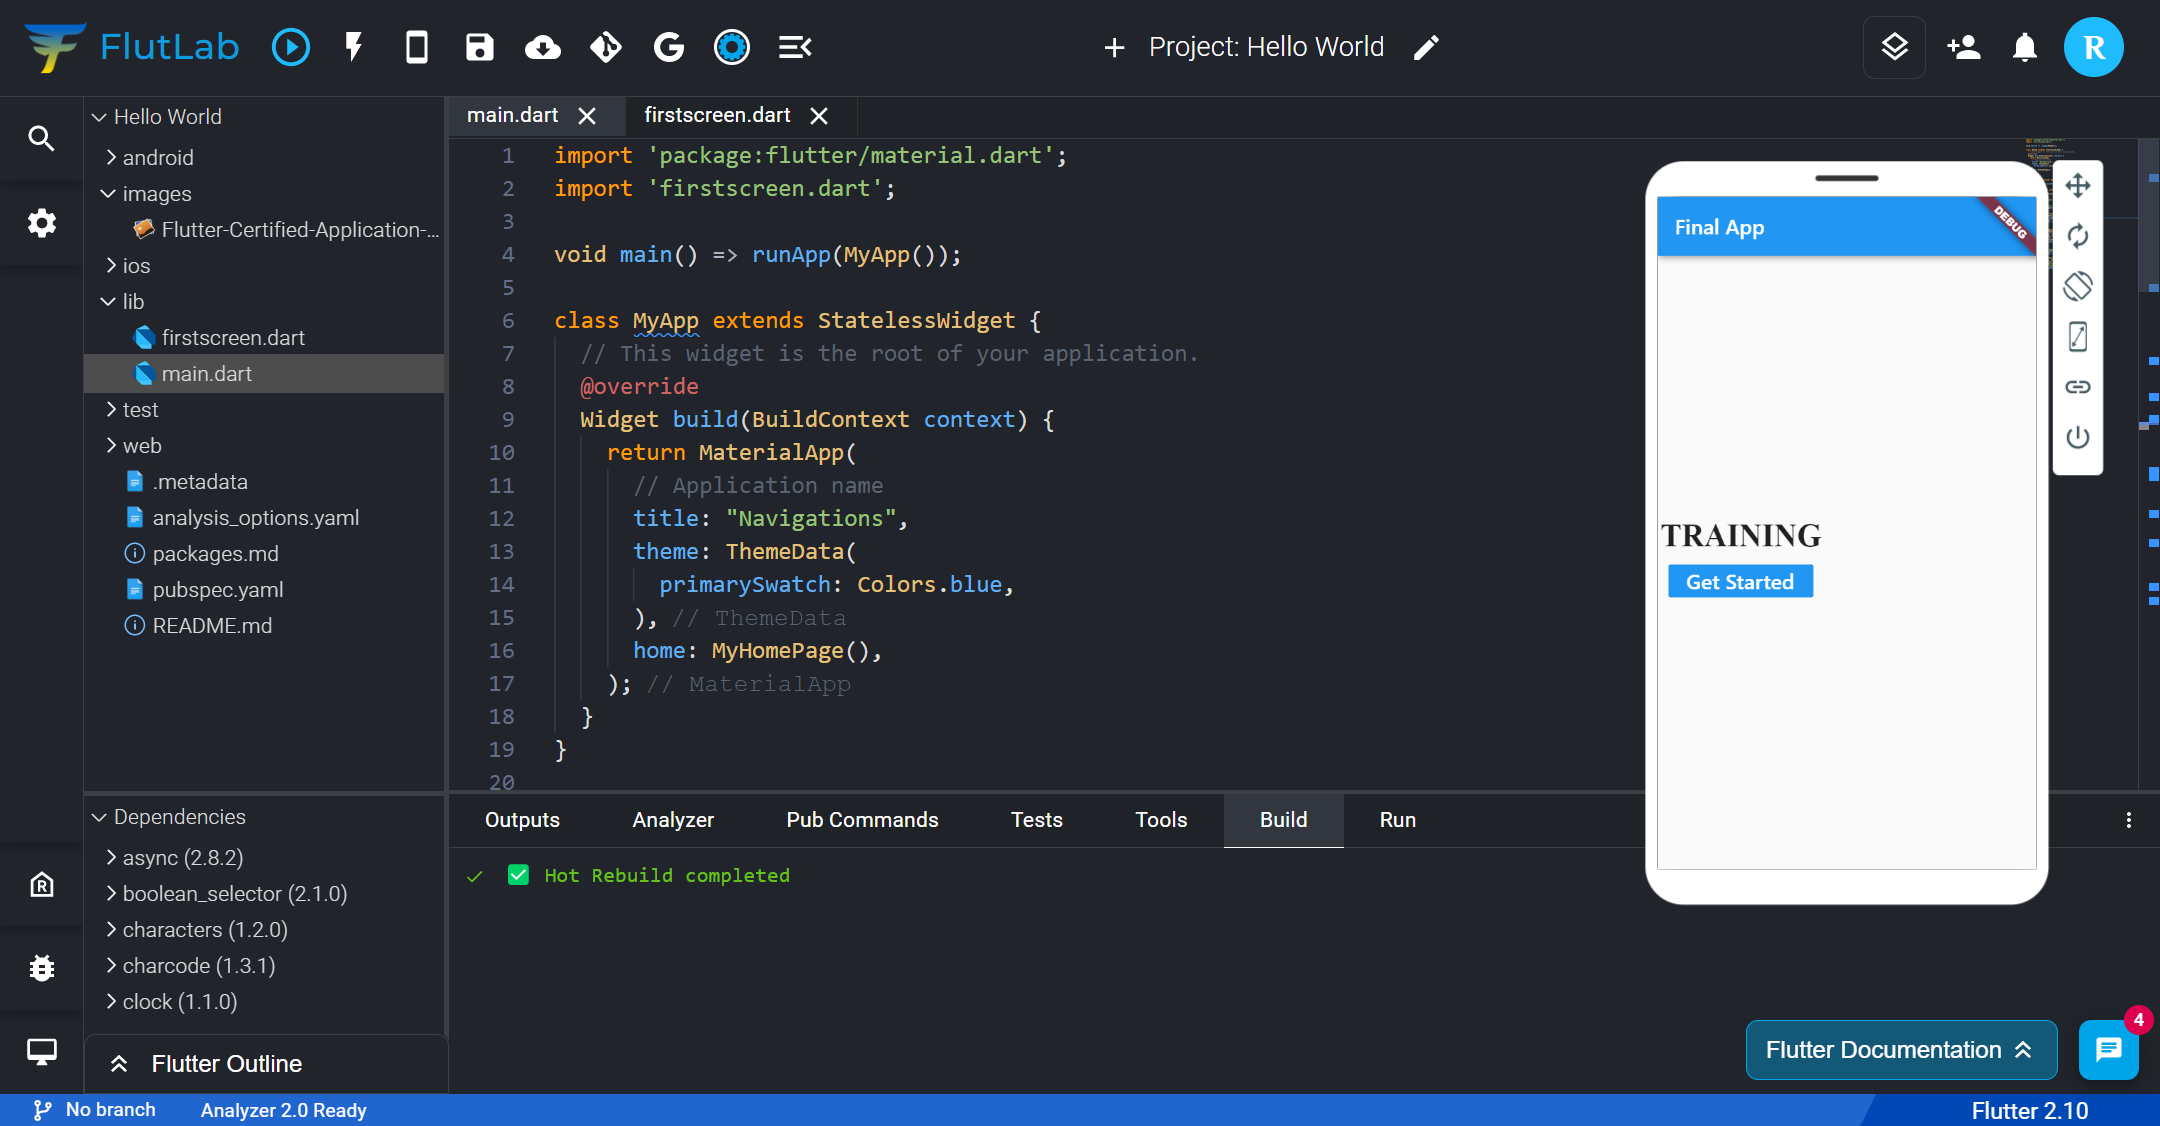 FlutLab
Project: Hello World
R
Hello World
android
images
Flutter-Certified-Application-...
ios
lib
firstscreen.dart
main.dart
test
web
.metadata
analysis_options.yaml
packages.md
pubspec.yaml
README.md
Dependencies
async (2.8.2)
boolean_selector (2.1.0)
characters (1.2.0)
charcode (1.3.1)
clock (1.1.0)
Flutter Outline
main.dart
firstscreen.dart
1 import 'package:flutter/material.dart';
2 import 'firstscreen.dart';
3
4 void main() => runApp(MyApp());
5
6 class MyApp extends StatelessWidget {
7 // This widget is the root of your application.
8 @override
9 Widget build(BuildContext context) {
10 return MaterialApp(
11 // Application name
12 title: "Navigations",
13 theme: ThemeData(
14 primarySwatch: Colors.blue,
15 ), // ThemeData
16 home: MyHomePage(),
17 ); // MaterialApp
18 }
19 }
20
Final App
DEBUG
TRAINING
Get Started
Outputs Analyzer Pub Commands Tests Tools Build Run
Hot Rebuild completed
Flutter Documentation
4
No branch
Analyzer 2.0 Ready
Flutter 2.10